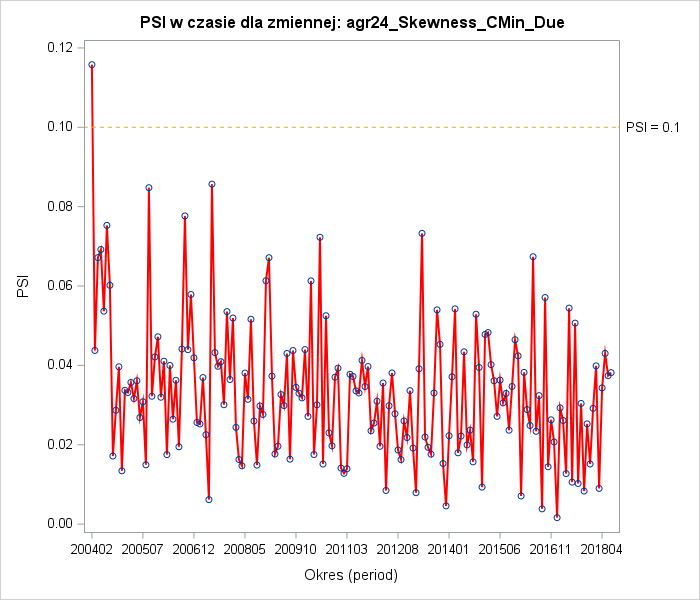 PSI w czasie dla zmiennej: agr24_Skewness_CMin_Due
0.12
0.10
PSI = 0.1
0.08
0.06
PSI
0.04
0.02
0.00
200402 200507 200612 200805 200910 201103 201208 201401 201506 201611 201804
Okres (period)